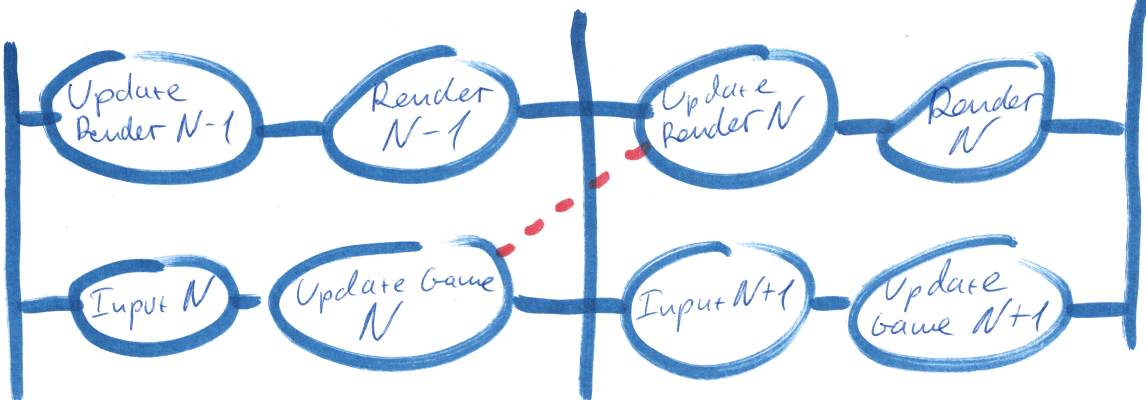 Update
Render N-1
Render
N-1
Update
Render N
Render
N
Input N
Update Game
N
Input N+1
Update
Game N+1